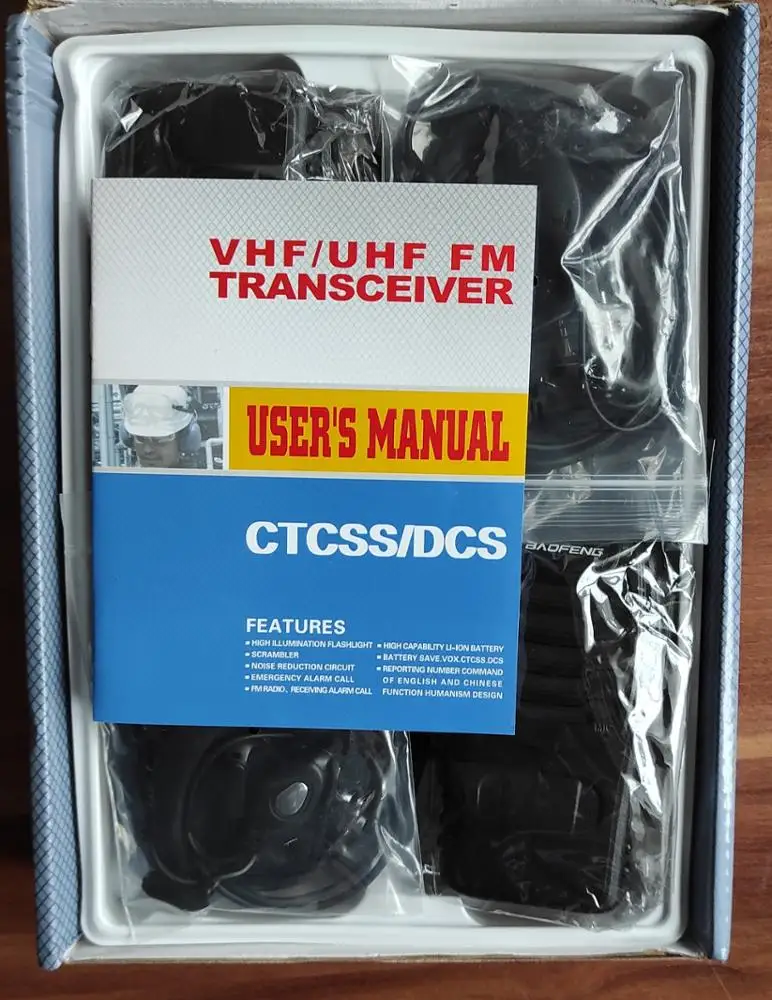 VHF/UHF FM
TRANSCEIVER
USER'S MANUAL
CTCSS/DCS
BAOFENG
FEATURES
▪ HIGH ILLUMINATION FLASHLIGHT
▪ SCRAMBLER
▪ NOISE REDUCTION CIRCUIT
▪ EMERGENCY ALARM CALL
▪ FM RADIO、RECEIVING ALARM CALL
▪ HIGH CAPABILITY LI-ION BATTERY
▪ BATTERY SAVE.VOX.CTCSS.DCS
▪ REPORTING NUMBER COMMAND
OF ENGLISH AND CHINESE
FUNCTION HUMANISM DESIGN